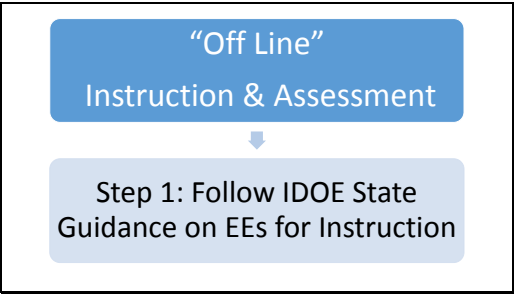 “Off Line”
Instruction & Assessment
Step 1: Follow IDOE State
Guidance on EEs for Instruction